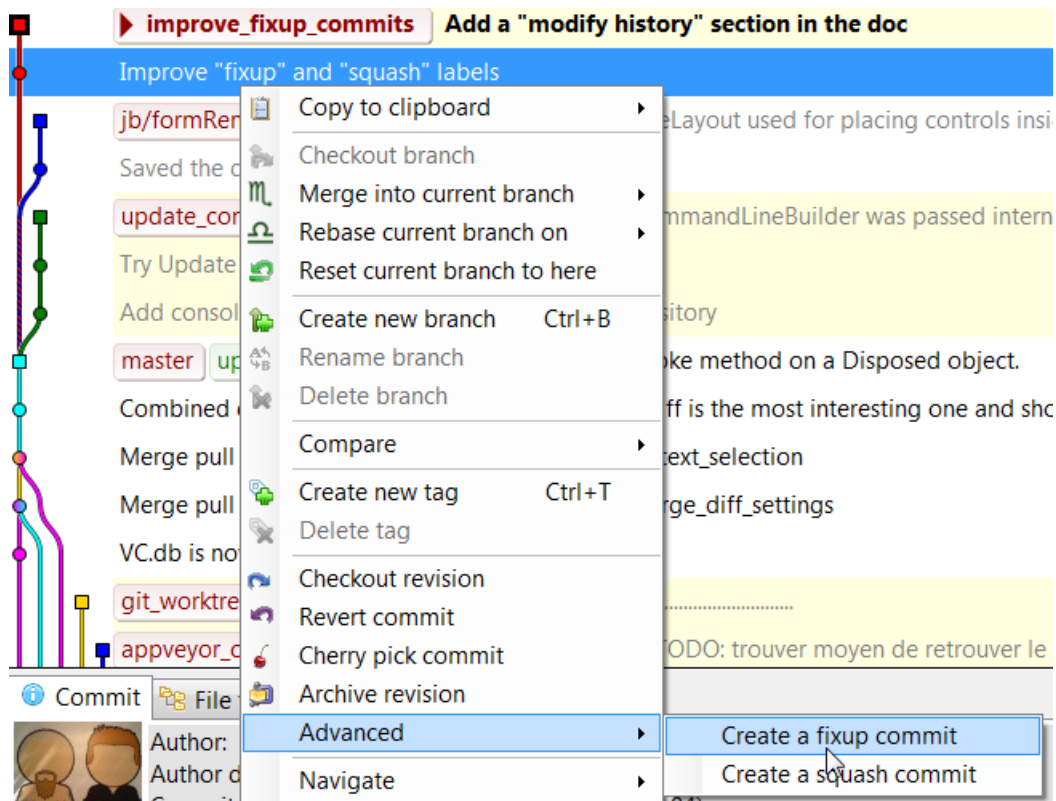 improve_fixup_commits Add a "modify history" section in the doc
Improve "fixup" and "squash" labels
Copy to clipboard
jb/formRer eLayout used for placing controls insi
Checkout branch
Saved the
Merge into current branch
update_cor mmandLineBuilder was passed intern
Rebase current branch on
Try Update
Reset current branch to here
Add consol sitory
Create new branch Ctrl+B
master up oke method on a Disposed object.
Rename branch
Delete branch
Combined ff is the most interesting one and sho
Compare
Merge pull text_selection
Create new tag Ctrl+T
Merge pull rge_diff_settings
Delete tag
VC.db is no
Checkout revision
git_worktre ............................
Revert commit
appveyor_c TODO: trouver moyen de retrouver le
Cherry pick commit
Commit File
Archive revision
Advanced
Author:
Create a fixup commit
Author d
Navigate
Create a squash commit